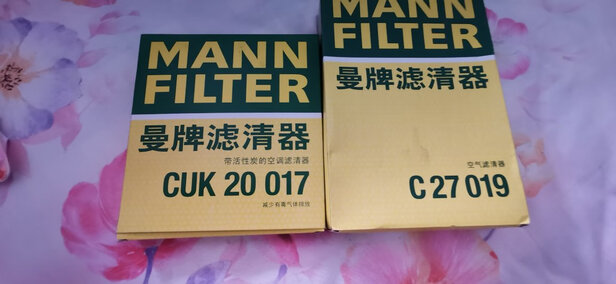 MANN
FILTER
曼牌滤清器
带活性炭的空调滤清器
CUK 20 017
减少有毒气体排放
MANN
FILTER
曼牌滤清器
空气滤清器
C 27 019